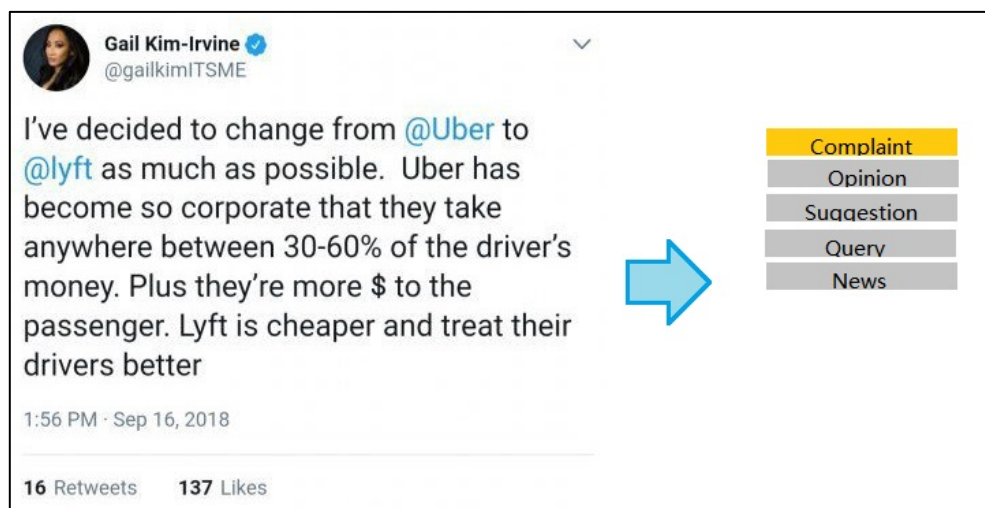 Gail Kim-Irvine
@gailkimITSME
I've decided to change from @Uber to
@lyft as much as possible.  Uber has
become so corporate that they take
anywhere between 30-60% of the driver's
money. Plus they're more $ to the
passenger. Lyft is cheaper and treat their
drivers better
1:56 PM · Sep 16, 2018
16 Retweets 137 Likes
Complaint
Opinion
Suggestion
Query
News